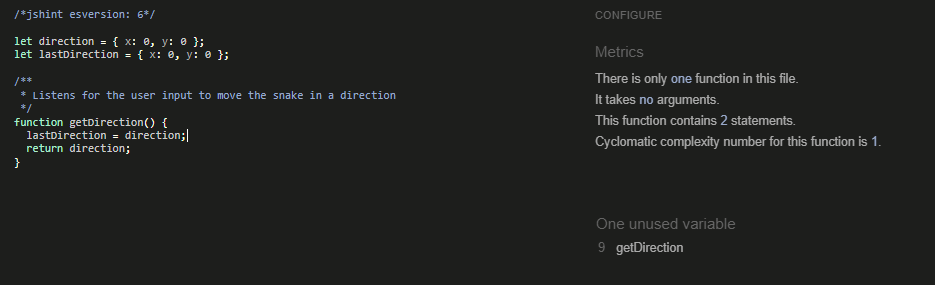 /*jshint esversion: 6*/
let direction = { x: 0, y: 0 };
let lastDirection = { x: 0, y: 0 };
/**
 * Listens for the user input to move the snake in a direction
 */
function getDirection() {
  lastDirection = direction;
  return direction;
}
CONFIGURE
Metrics
There is only one function in this file.
It takes no arguments.
This function contains 2 statements.
Cyclomatic complexity number for this function is 1.
One unused variable
9 getDirection